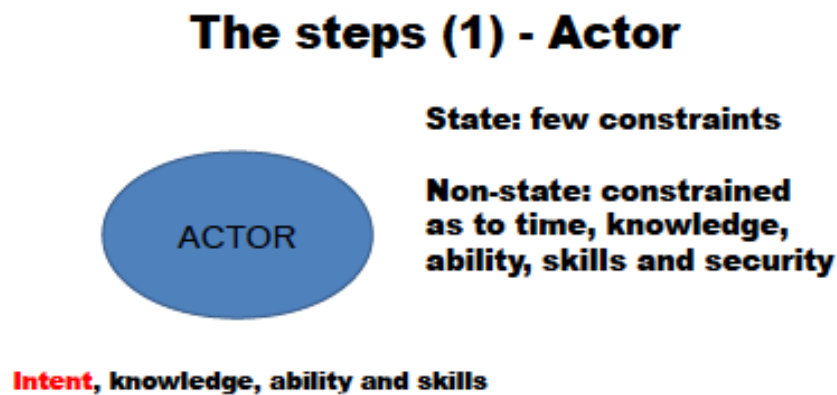 The steps (1) - Actor
State: few constraints
Non-state: constrained
as to time, knowledge,
ability, skills and security
ACTOR
Intent, knowledge, ability and skills